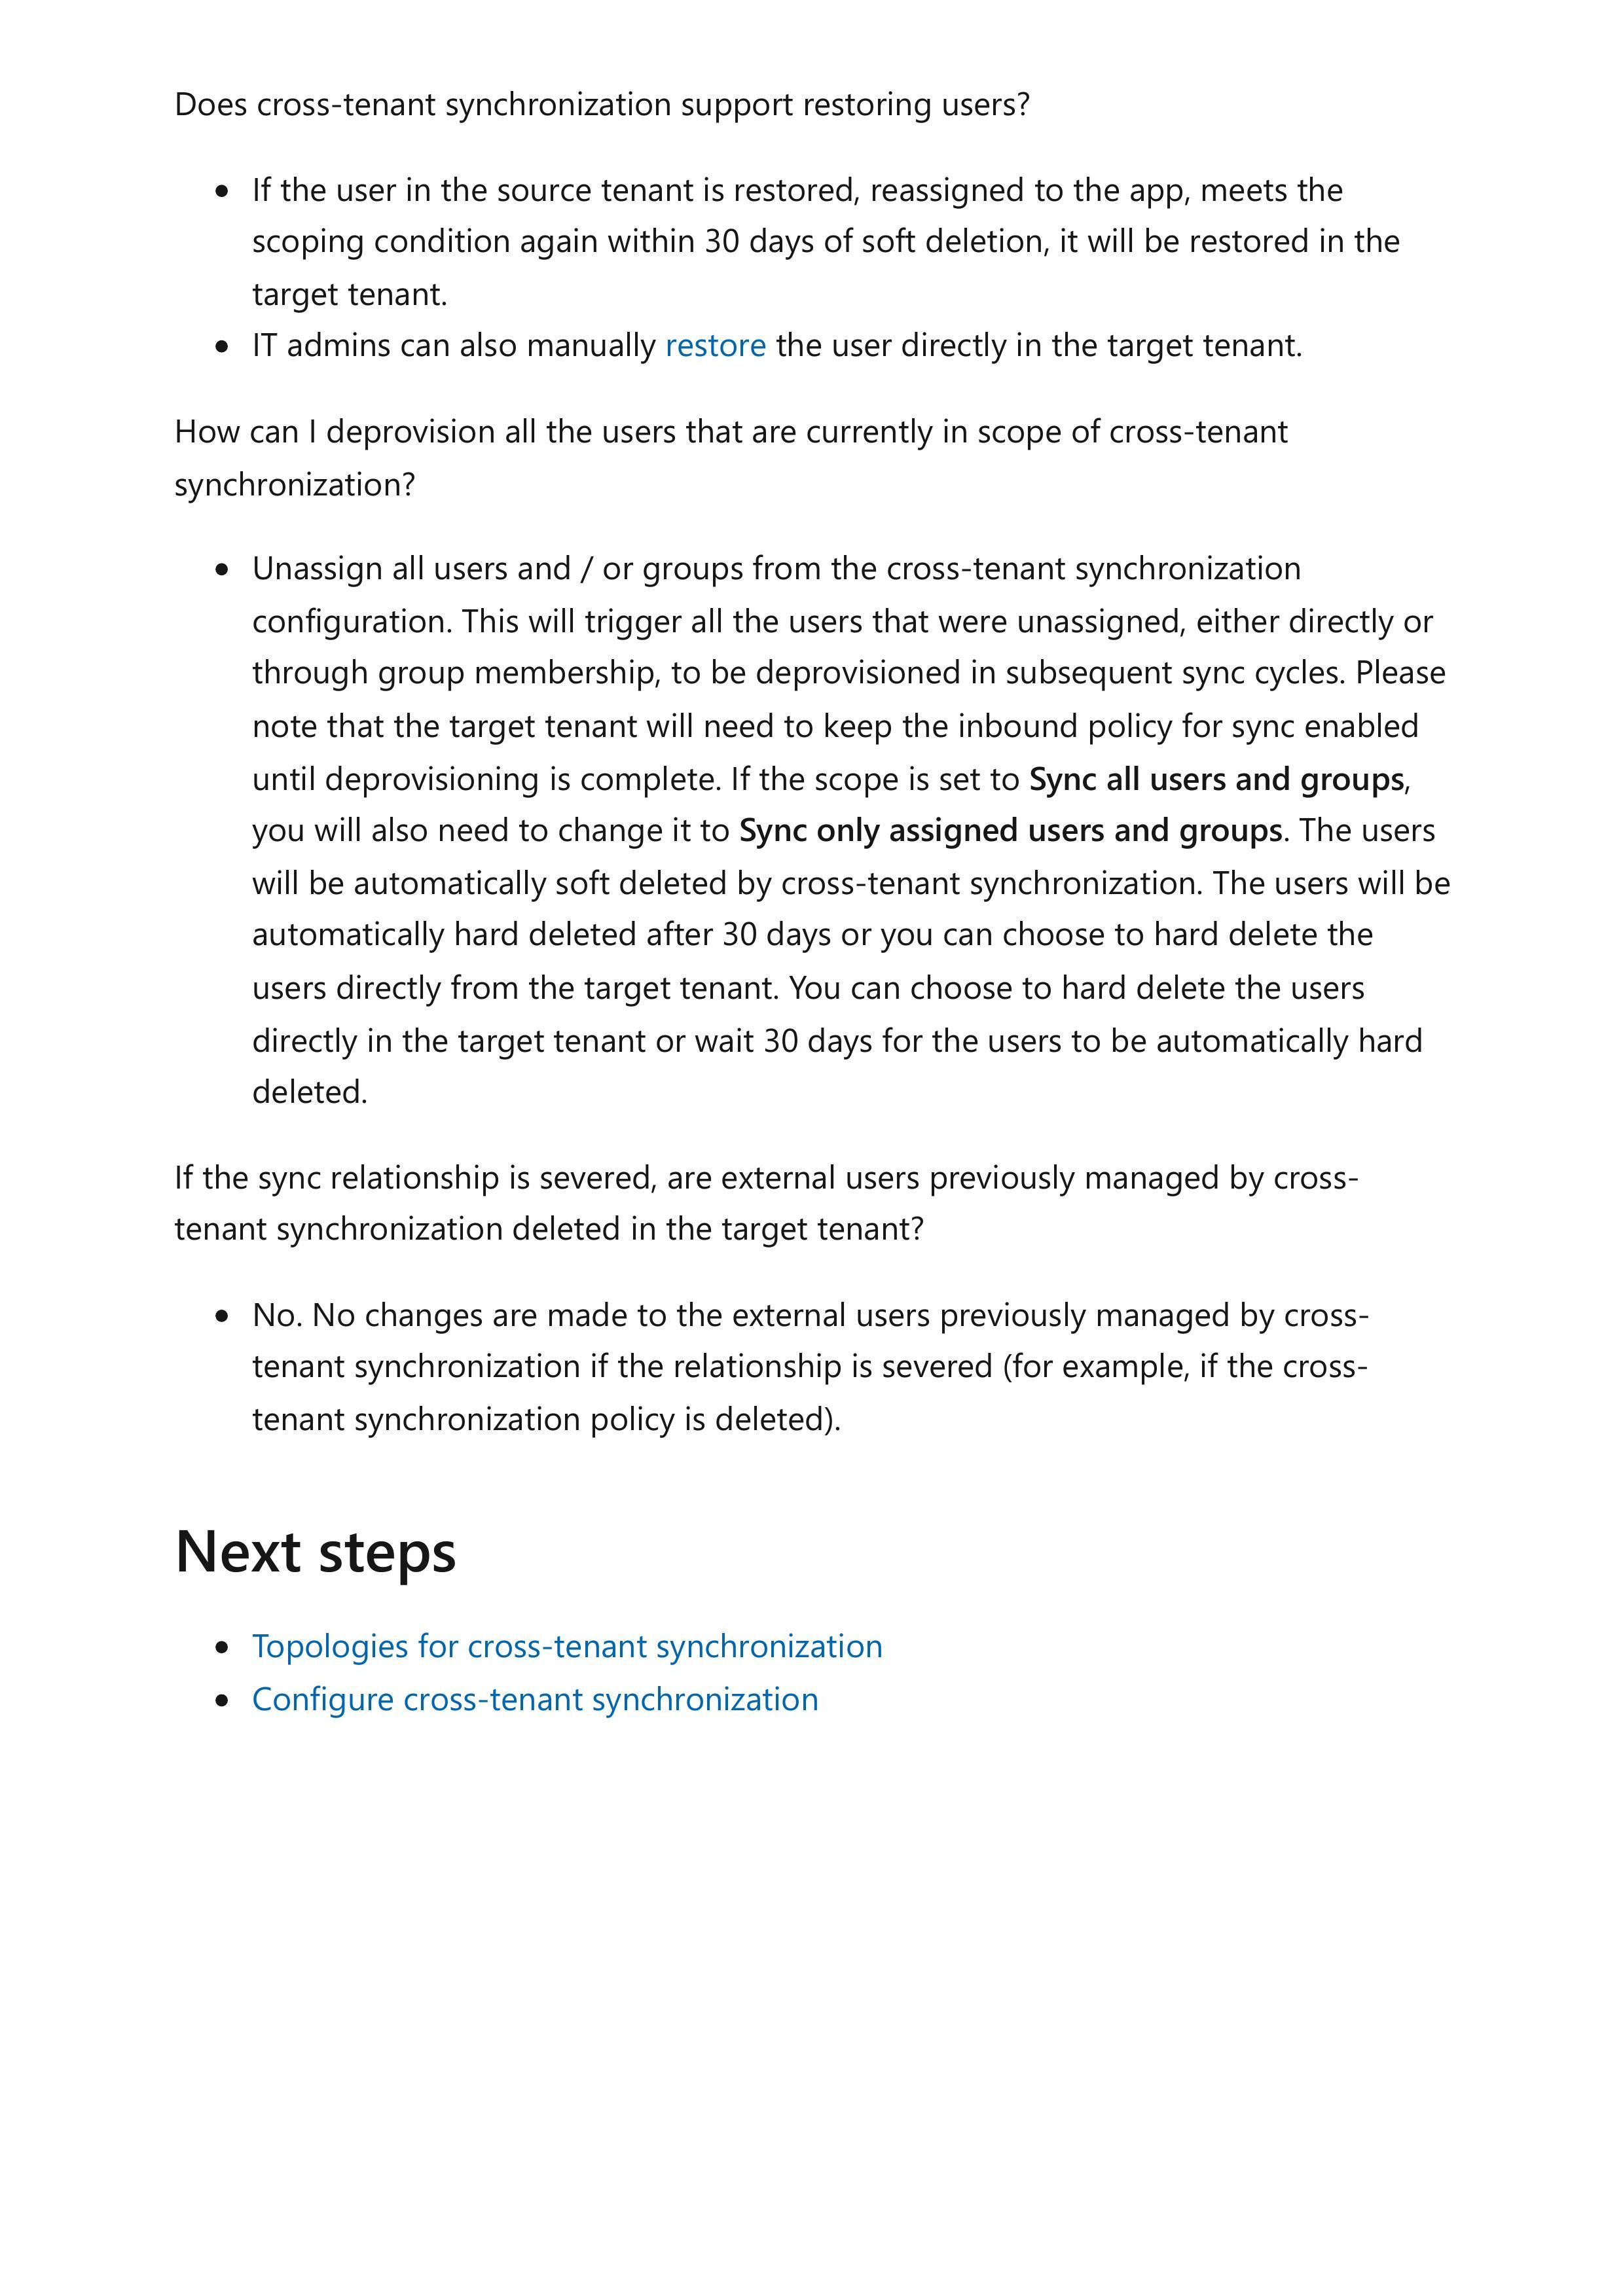 Does cross-tenant synchronization support restoring users?
If the user in the source tenant is restored, reassigned to the app, meets the
scoping condition again within 30 days of soft deletion, it will be restored in the
target tenant.
IT admins can also manually restore the user directly in the target tenant.
How can I deprovision all the users that are currently in scope of cross-tenant
synchronization?
Unassign all users and / or groups from the cross-tenant synchronization
configuration. This will trigger all the users that were unassigned, either directly or
through group membership, to be deprovisioned in subsequent sync cycles. Please
note that the target tenant will need to keep the inbound policy for sync enabled
until deprovisioning is complete. If the scope is set to Sync all users and groups,
you will also need to change it to Sync only assigned users and groups. The users
will be automatically soft deleted by cross-tenant synchronization. The users will be
automatically hard deleted after 30 days or you can choose to hard delete the
users directly from the target tenant. You can choose to hard delete the users
directly in the target tenant or wait 30 days for the users to be automatically hard
deleted.
If the sync relationship is severed, are external users previously managed by cross-
tenant synchronization deleted in the target tenant?
No. No changes are made to the external users previously managed by cross-
tenant synchronization if the relationship is severed (for example, if the cross-
tenant synchronization policy is deleted).
Next steps
Topologies for cross-tenant synchronization
Configure cross-tenant synchronization